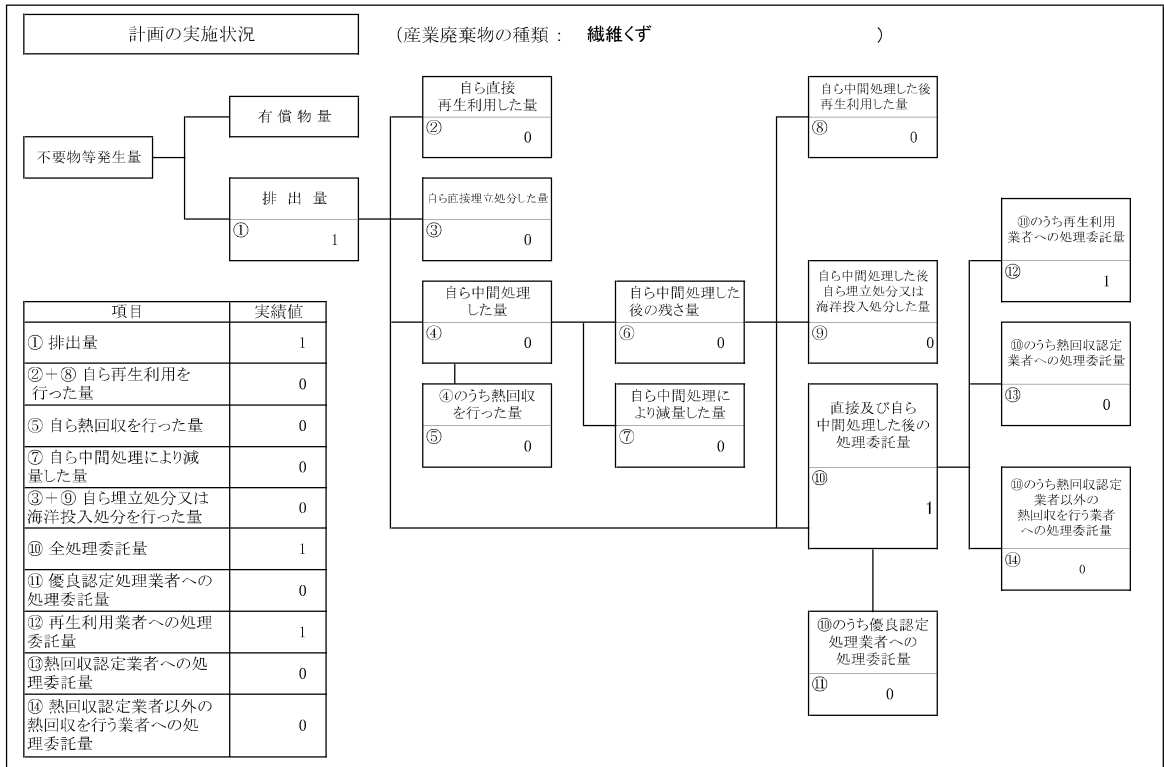 計画の実施状況
(産業廃棄物の種類： 繊維くず )
不要物等発生量
有償物量
排出量
① 1
自ら直接
再生利用した量
② 0
自ら直接埋立処分した量
③ 0
自ら中間処理
した量
④ 0
④のうち熱回収
を行った量
⑤ 0
自ら中間処理した
後の残さ量
⑥ 0
自ら中間処理に
より減量した量
⑦ 0
自ら中間処理した後
再生利用した量
⑧ 0
自ら中間処理した後
自ら埋立処分又は
海洋投入処分した量
⑨ 0
直接及び自ら
中間処理した後の
処理委託量
⑩ 1
⑩のうち優良認定
処理業者への
処理委託量
⑪ 0
⑩のうち再生利用
業者への処理委託量
⑫ 1
⑩のうち熱回収認定
業者への処理委託量
⑬ 0
⑩のうち熱回収認定
業者以外の
熱回収を行う業者
への処理委託量
⑭ 0
項目 実績値
① 排出量 1
②＋⑧ 自ら再生利用を
行った量 0
⑤ 自ら熱回収を行った量 0
⑦ 自ら中間処理により減
量した量 0
③＋⑨ 自ら埋立処分又は
海洋投入処分を行った量 0
⑩ 全処理委託量 1
⑪ 優良認定処理業者への
処理委託量 0
⑫ 再生利用業者への処理
委託量 1
⑬熱回収認定業者への処
理委託量 0
⑭ 熱回収認定業者以外の
熱回収を行う業者への処
理委託量 0